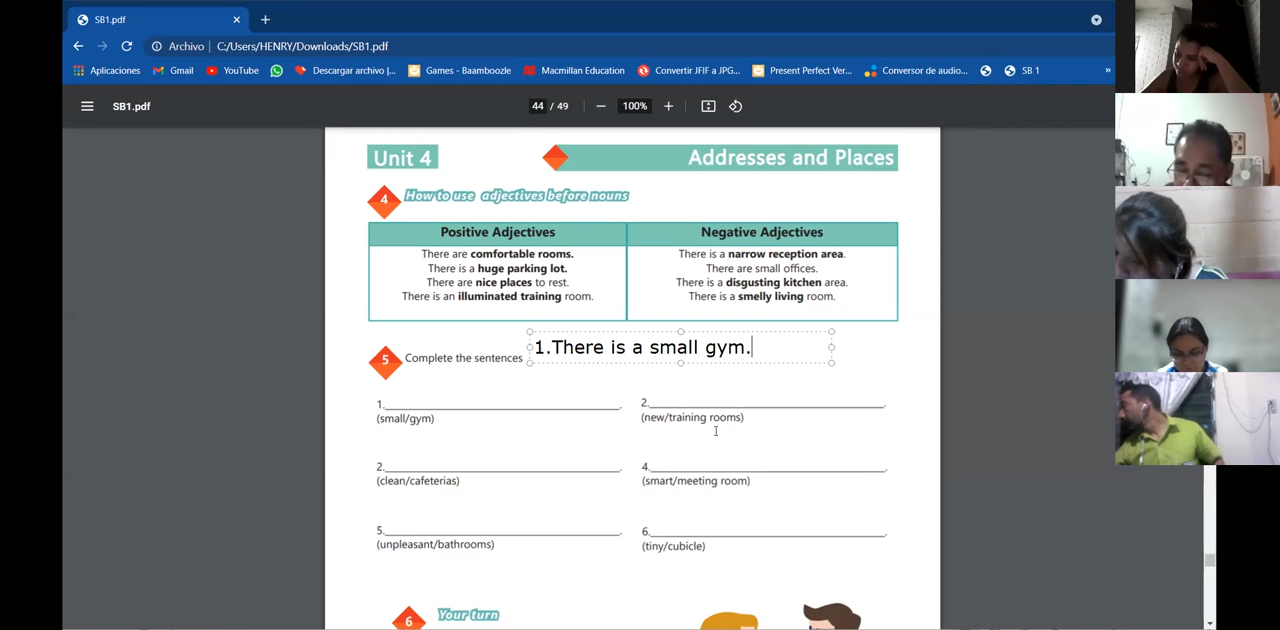 SB1.pdf
Archivo C:/Users/HENRY/Downloads/SB1.pdf
Aplicaciones Gmail YouTube Descargar archivo |... Games - Baamboozle Macmillan Education Convertir JFIF a JPG... Present Perfect Ver... Conversor de audio... SB 1 »
SB1.pdf 44 / 49 100%
Unit 4 Addresses and Places
4 How to use adjectives before nouns
Positive Adjectives Negative Adjectives
There are comfortable rooms. There is a narrow reception area.
There is a huge parking lot. There are small offices.
There are nice places to rest. There is a disgusting kitchen area.
There is an illuminated training room. There is a smelly living room.
1.There is a small gym.
5 Complete the sentences
1.____. 2.____.
(small/gym) (new/training rooms)
2.____. 4.____.
(clean/cafeterias) (smart/meeting room)
5.____. 6.____.
(unpleasant/bathrooms) (tiny/cubicle)
6 Your turn